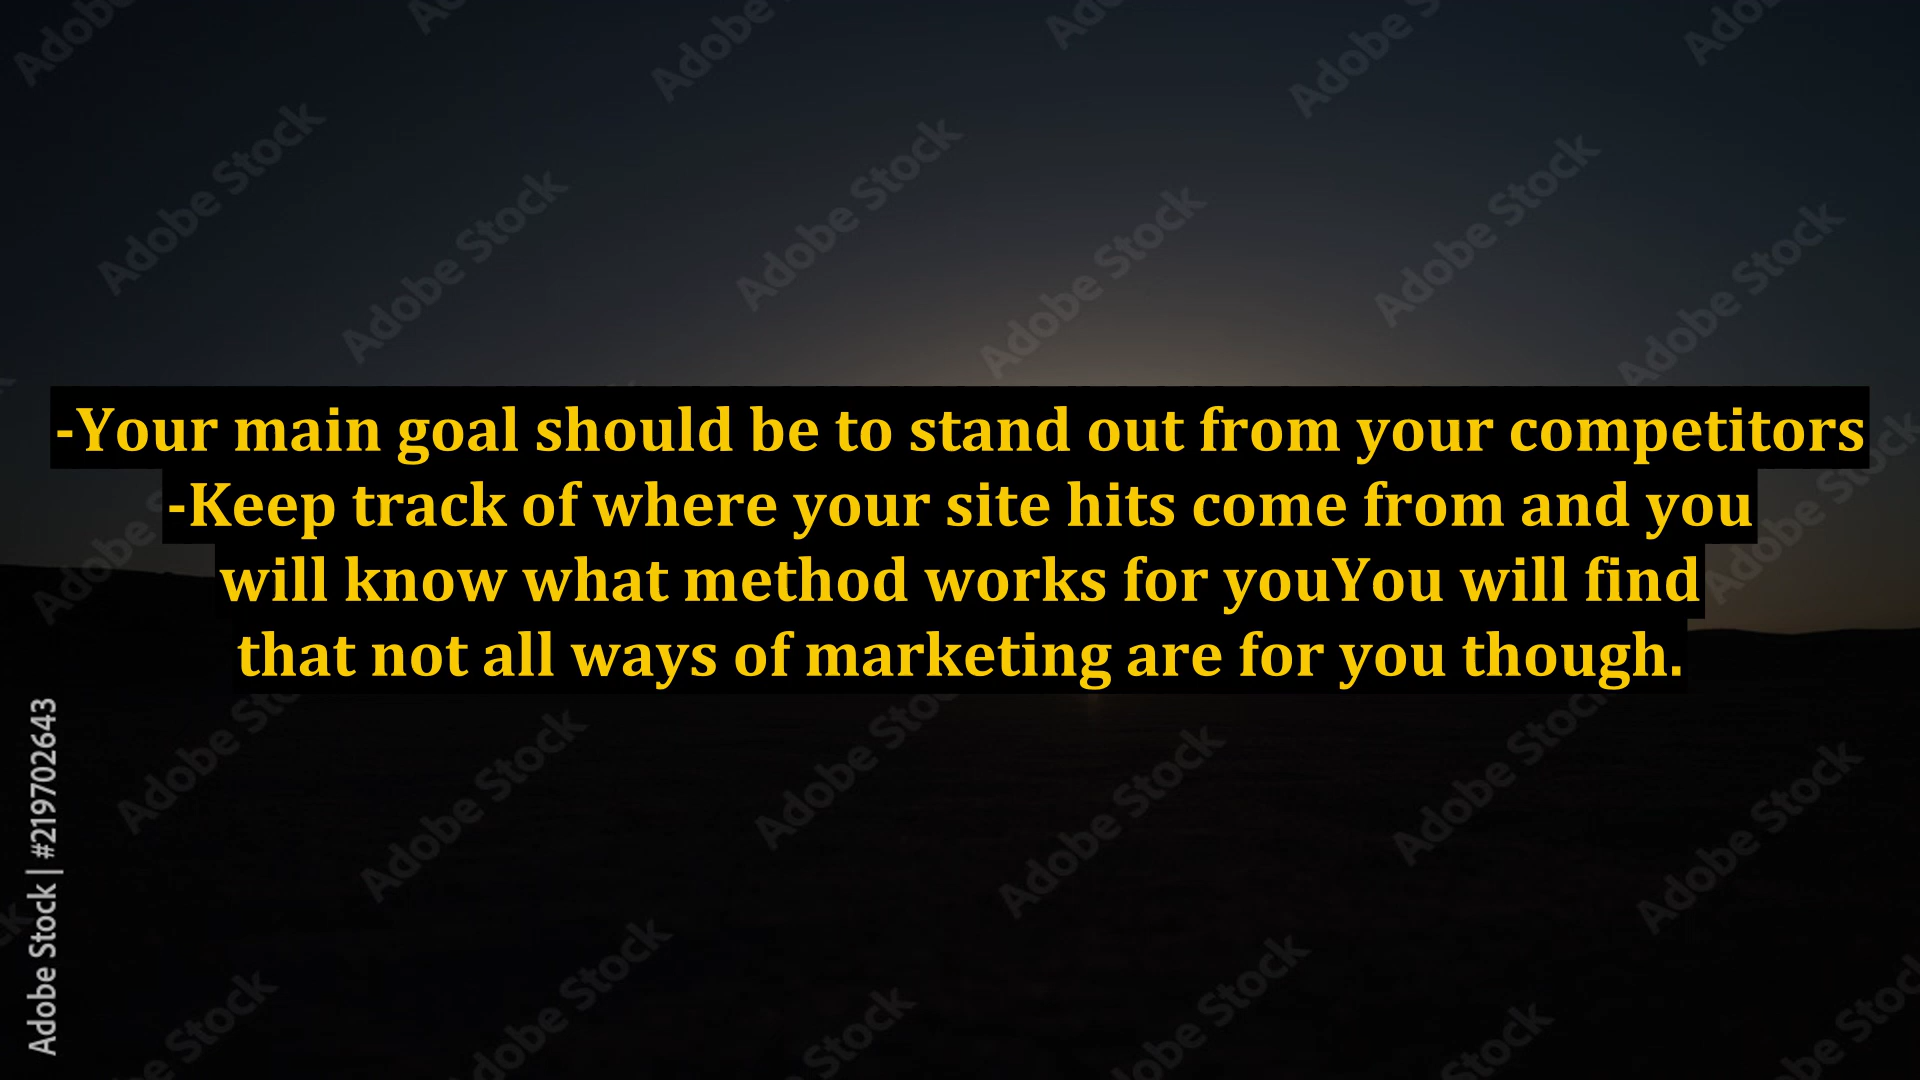 -Your main goal should be to stand out from your competitors
-Keep track of where your site hits come from and you
will know what method works for youYou will find
that not all ways of marketing are for you though.
Adobe Stock | #219702643
Adobe Stock